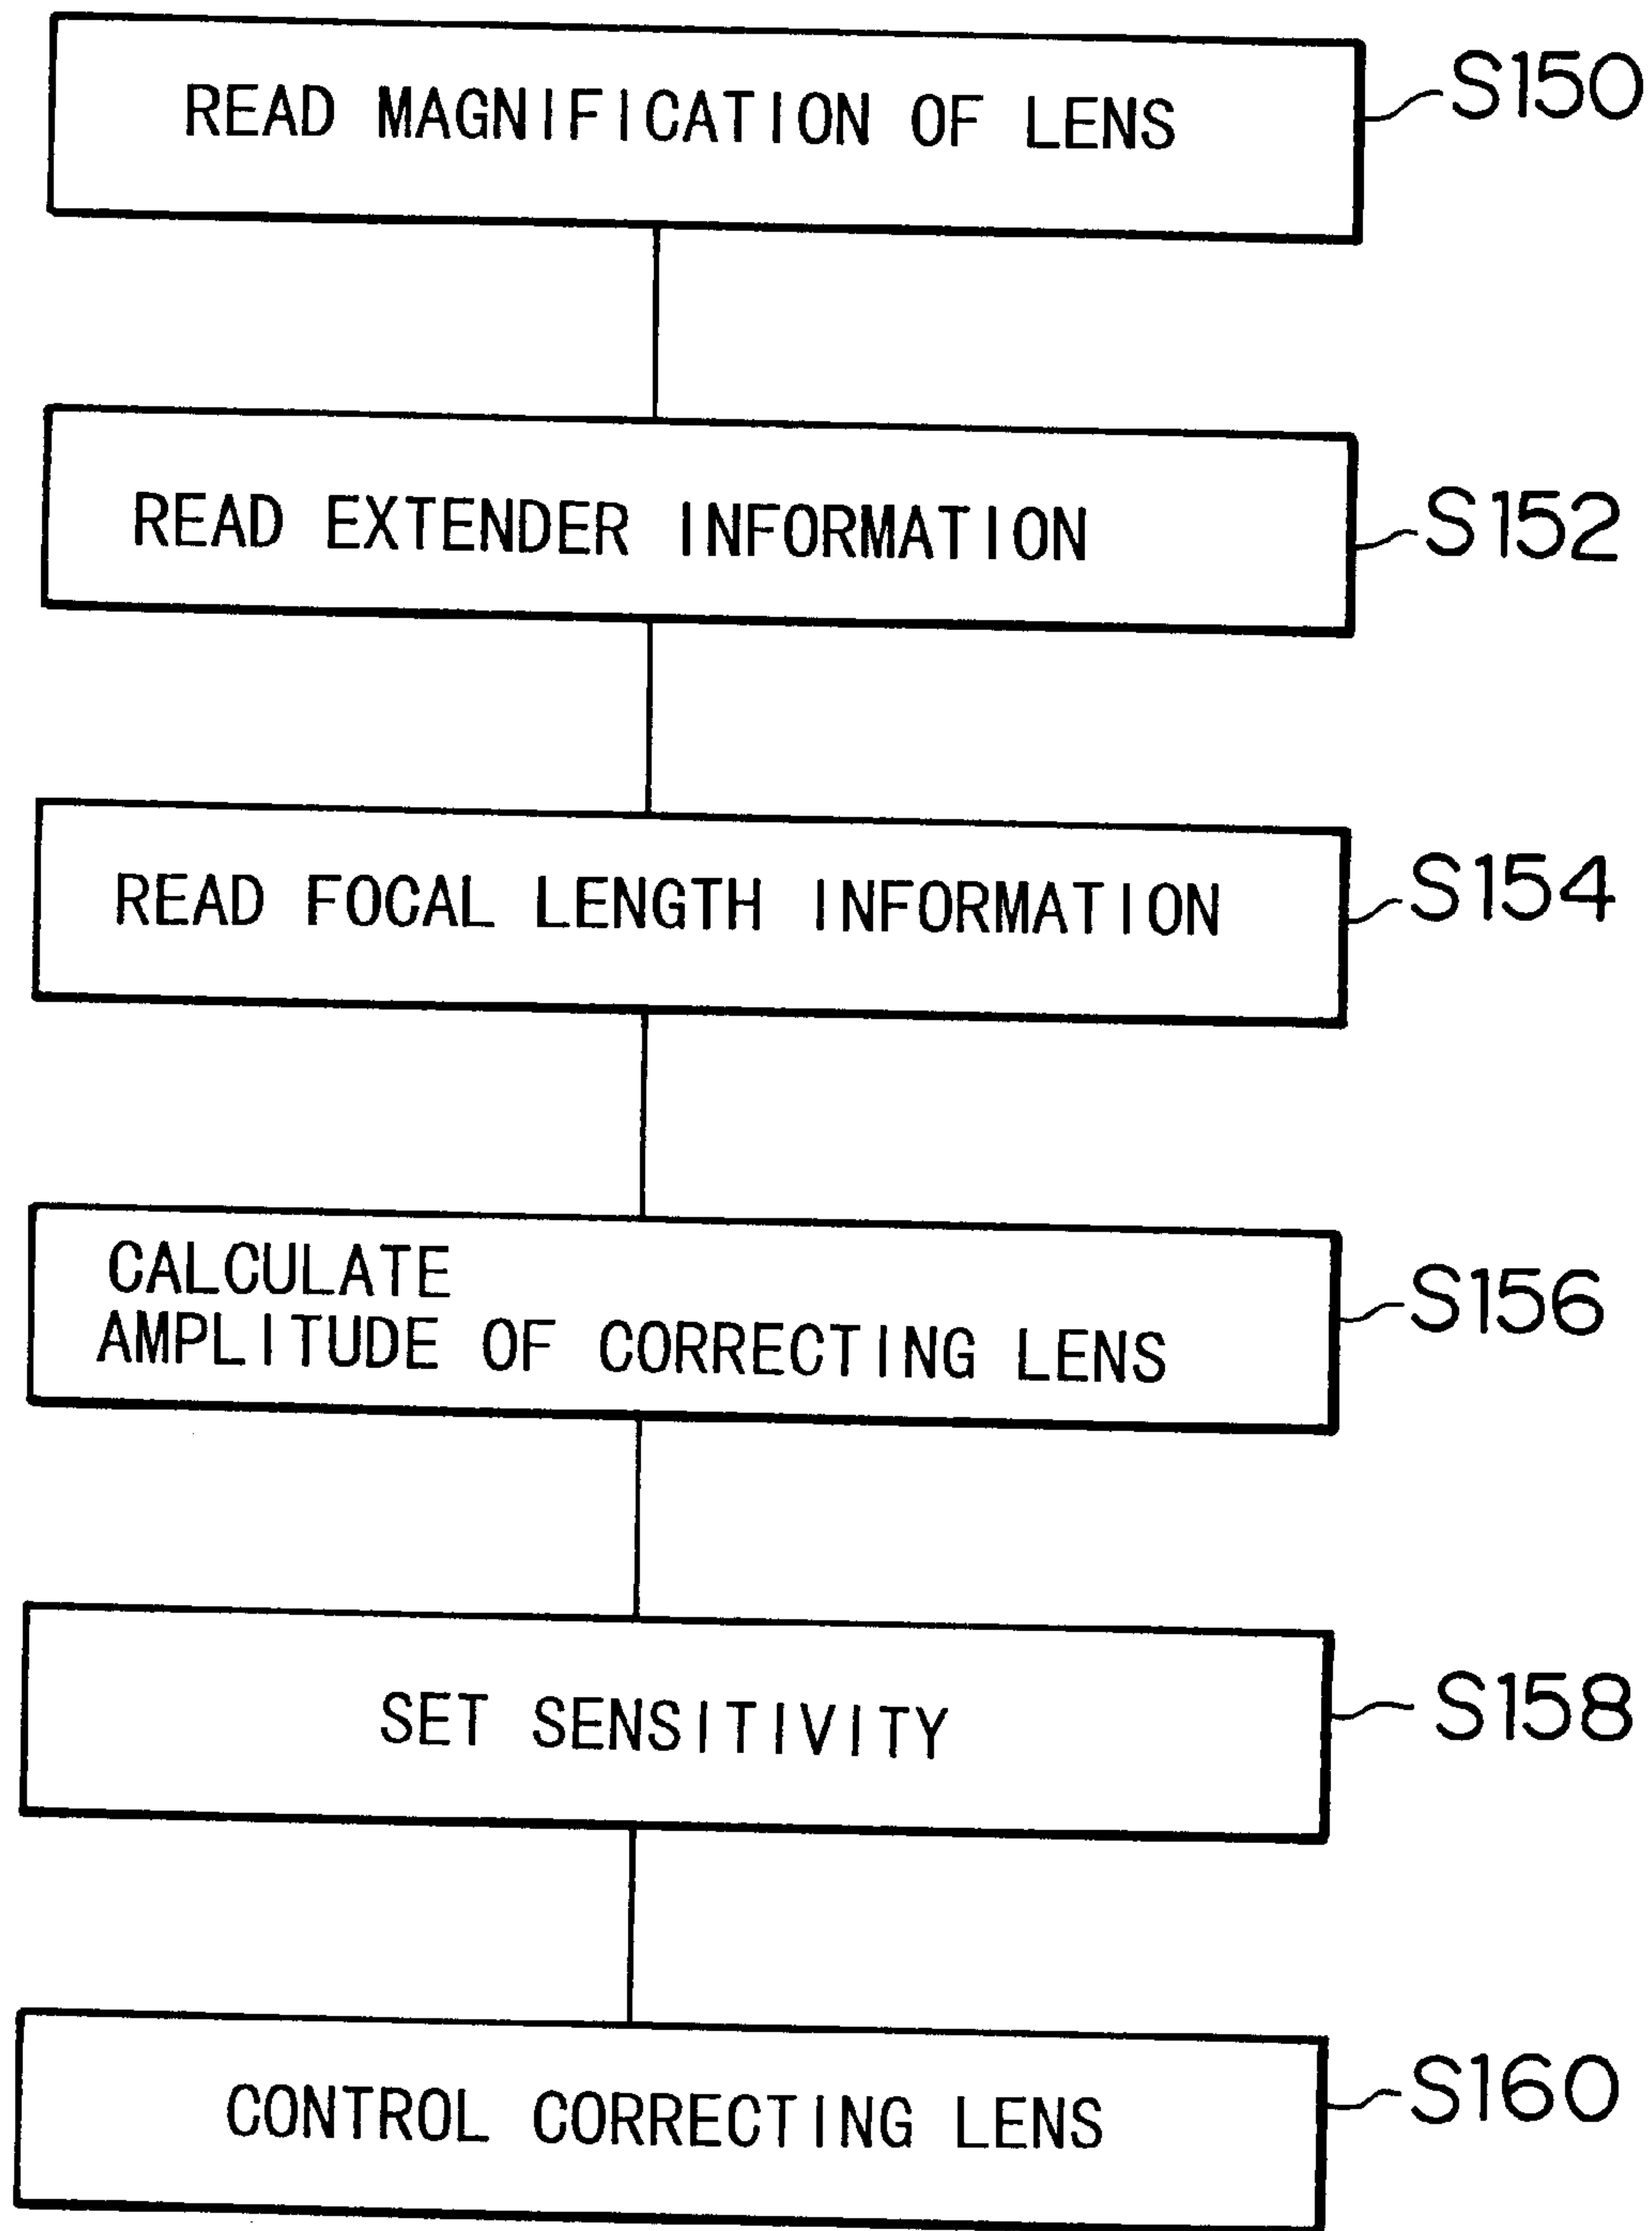 READ MAGNIFICATION OF LENS
S150
READ EXTENDER INFORMATION
S152
READ FOCAL LENGTH INFORMATION
S154
CALCULATE
AMPLITUDE OF CORRECTING LENS
S156
SET SENSITIVITY
S158
CONTROL CORRECTING LENS
S160